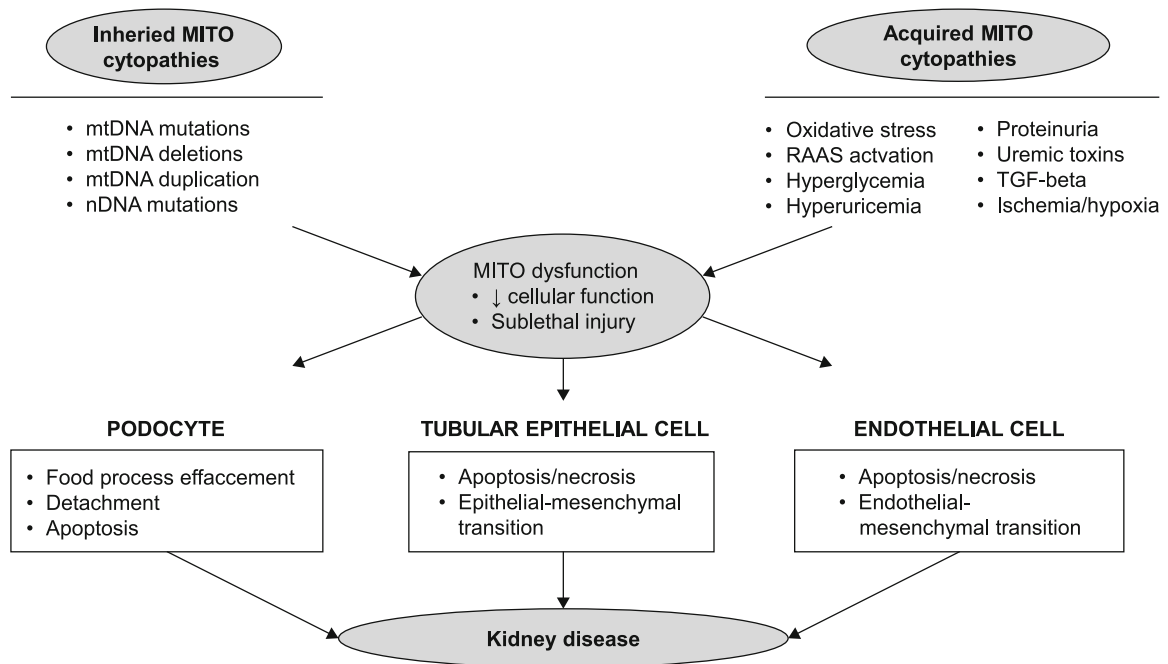 Inheried MITO
cytopathies
• mtDNA mutations
• mtDNA deletions
• mtDNA duplication
• nDNA mutations
Acquired MITO
cytopathies
• Oxidative stress
• RAAS actvation
• Hyperglycemia
• Hyperuricemia
• Proteinuria
• Uremic toxins
• TGF-beta
• Ischemia/hypoxia
MITO dysfunction
• ↓ cellular function
• Sublethal injury
PODOCYTE
• Food process effaccement
• Detachment
• Apoptosis
TUBULAR EPITHELIAL CELL
• Apoptosis/necrosis
• Epithelial-mesenchymal
transition
ENDOTHELIAL CELL
• Apoptosis/necrosis
• Endothelial-
mesenchymal transition
Kidney disease